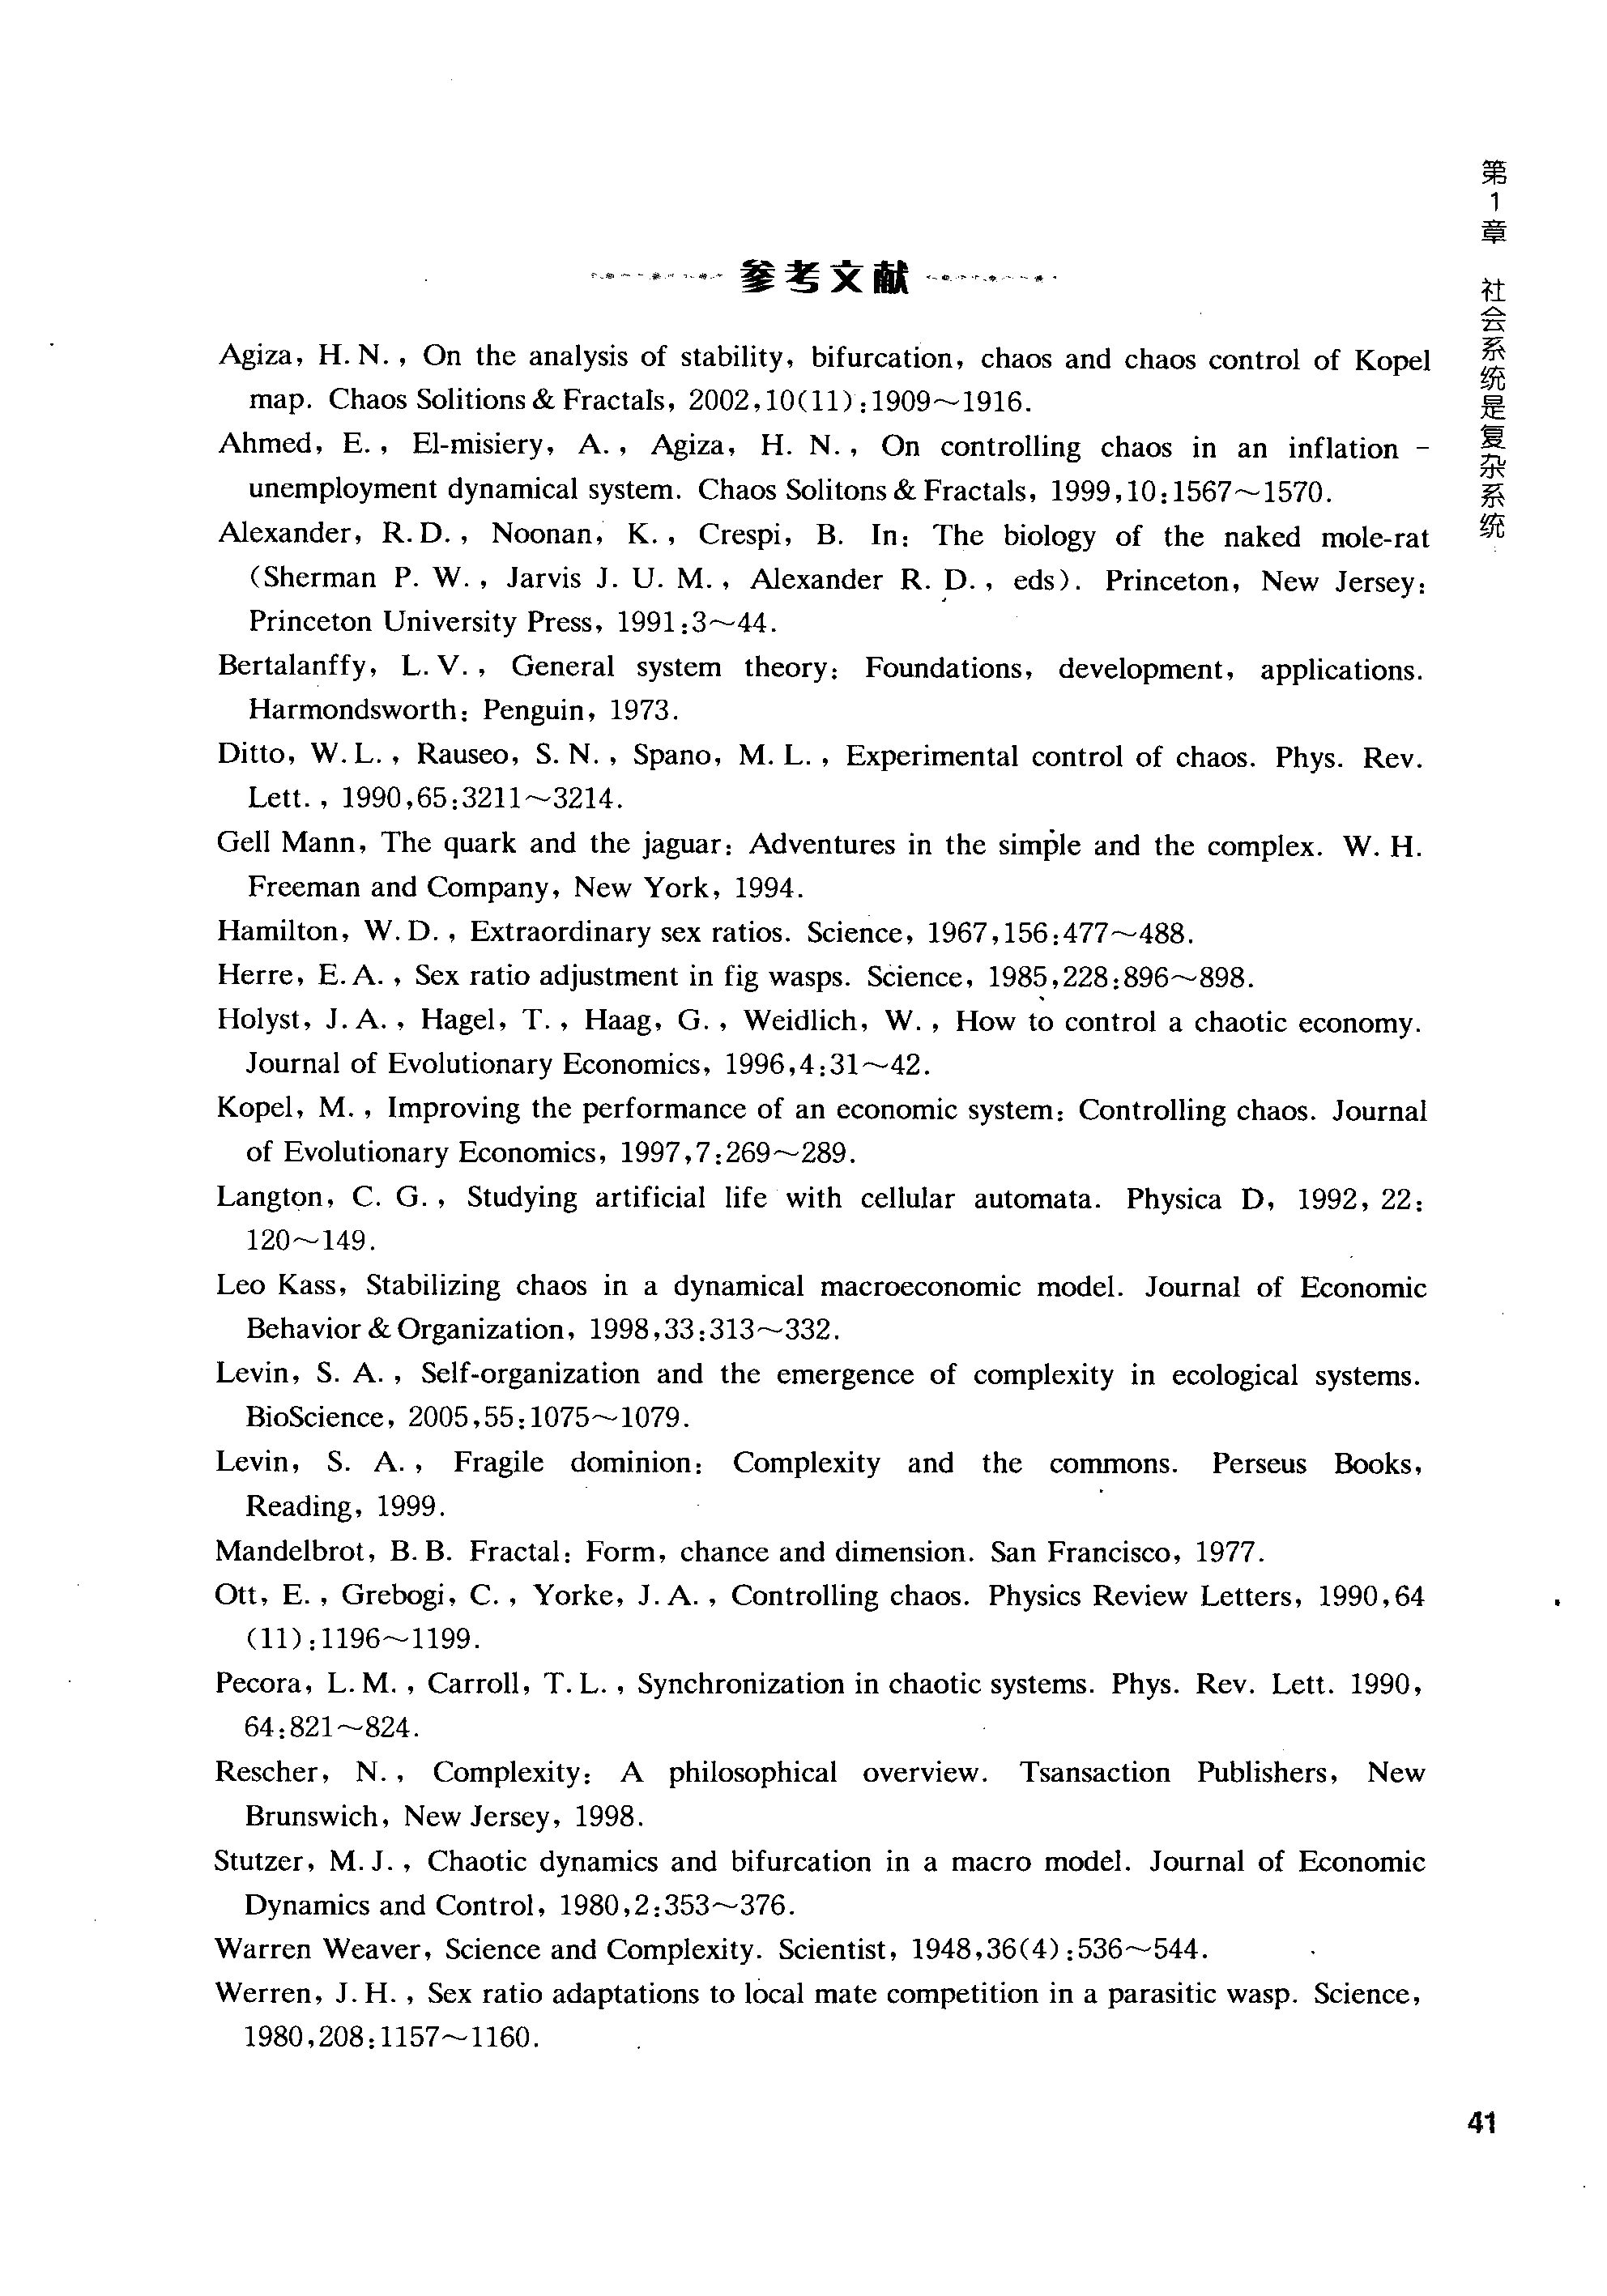 第1章 社会系统是复杂系统
参考文献
Agiza, H. N. , On the analysis of stability, bifurcation, chaos and chaos control of Kopel
map. Chaos Solitions & Fractals, 2002,10(11):1909～1916.
Ahmed, E. , El-misiery, A. , Agiza, H. N. , On controlling chaos in an inflation -
unemployment dynamical system. Chaos Solitons & Fractals, 1999,10:1567～1570.
Alexander, R. D. , Noonan, K. , Crespi, B. In: The biology of the naked mole-rat
(Sherman P. W. , Jarvis J. U. M. , Alexander R. D. , eds). Princeton, New Jersey:
Princeton University Press, 1991:3～44.
Bertalanffy, L. V. , General system theory: Foundations, development, applications.
Harmondsworth: Penguin, 1973.
Ditto, W. L. , Rauseo, S. N. , Spano, M. L. , Experimental control of chaos. Phys. Rev.
Lett. , 1990,65:3211～3214.
Gell Mann, The quark and the jaguar: Adventures in the simple and the complex. W. H.
Freeman and Company, New York, 1994.
Hamilton, W. D. , Extraordinary sex ratios. Science, 1967,156:477～488.
Herre, E. A. , Sex ratio adjustment in fig wasps. Science, 1985,228:896～898.
Holyst, J. A. , Hagel, T. , Haag, G. , Weidlich, W. , How to control a chaotic economy.
Journal of Evolutionary Economics, 1996,4:31～42.
Kopel, M. , Improving the performance of an economic system: Controlling chaos. Journal
of Evolutionary Economics, 1997,7:269～289.
Langton, C. G. , Studying artificial life with cellular automata. Physica D, 1992, 22:
120～149.
Leo Kass, Stabilizing chaos in a dynamical macroeconomic model. Journal of Economic
Behavior & Organization, 1998,33:313～332.
Levin, S. A. , Self-organization and the emergence of complexity in ecological systems.
BioScience, 2005,55:1075～1079.
Levin, S. A. , Fragile dominion: Complexity and the commons. Perseus Books,
Reading, 1999.
Mandelbrot, B. B. Fractal: Form, chance and dimension. San Francisco, 1977.
Ott, E. , Grebogi, C. , Yorke, J. A. , Controlling chaos. Physics Review Letters, 1990,64
(11):1196～1199.
Pecora, L. M. , Carroll, T. L. , Synchronization in chaotic systems. Phys. Rev. Lett. 1990,
64:821～824.
Rescher, N. , Complexity: A philosophical overview. Tsansaction Publishers, New
Brunswich, New Jersey, 1998.
Stutzer, M. J. , Chaotic dynamics and bifurcation in a macro model. Journal of Economic
Dynamics and Control, 1980,2:353～376.
Warren Weaver, Science and Complexity. Scientist, 1948,36(4):536～544.
Werren, J. H. , Sex ratio adaptations to local mate competition in a parasitic wasp. Science,
1980,208:1157～1160.
41